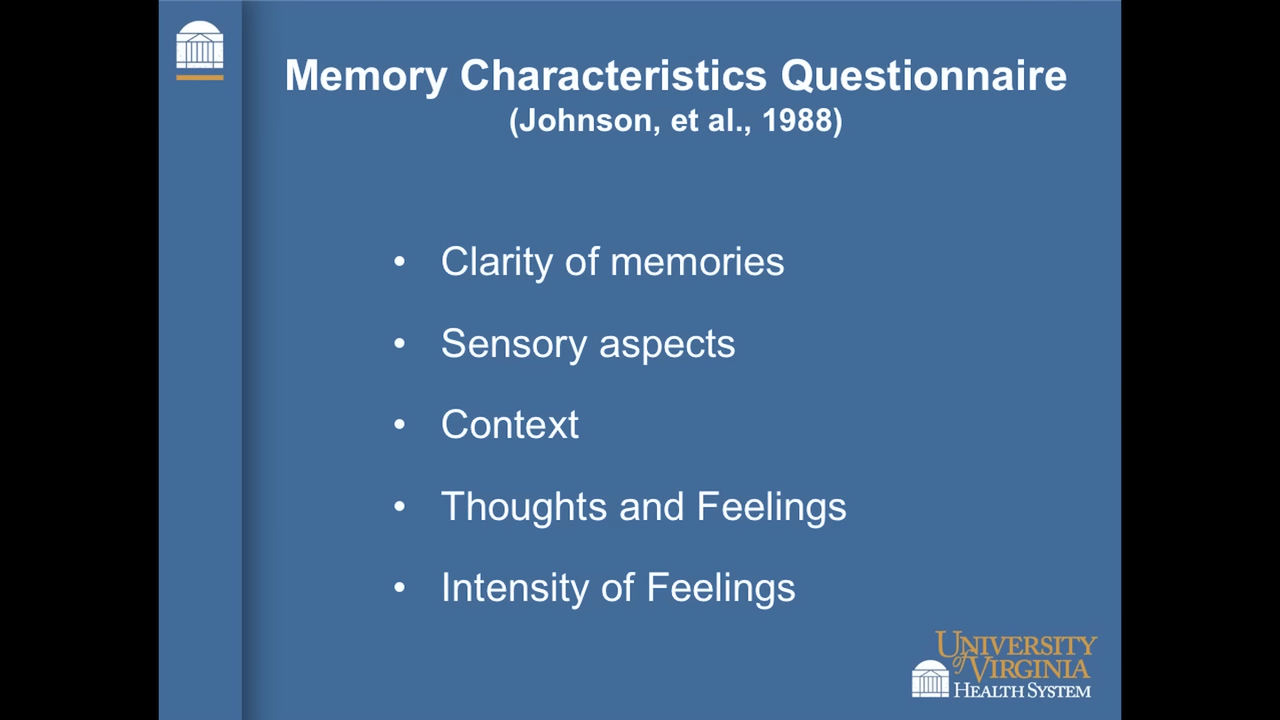 Memory Characteristics Questionnaire
(Johnson, et al., 1988)
• Clarity of memories
• Sensory aspects
• Context
• Thoughts and Feelings
• Intensity of Feelings
UNIVERSITY
of VIRGINIA
HEALTH SYSTEM